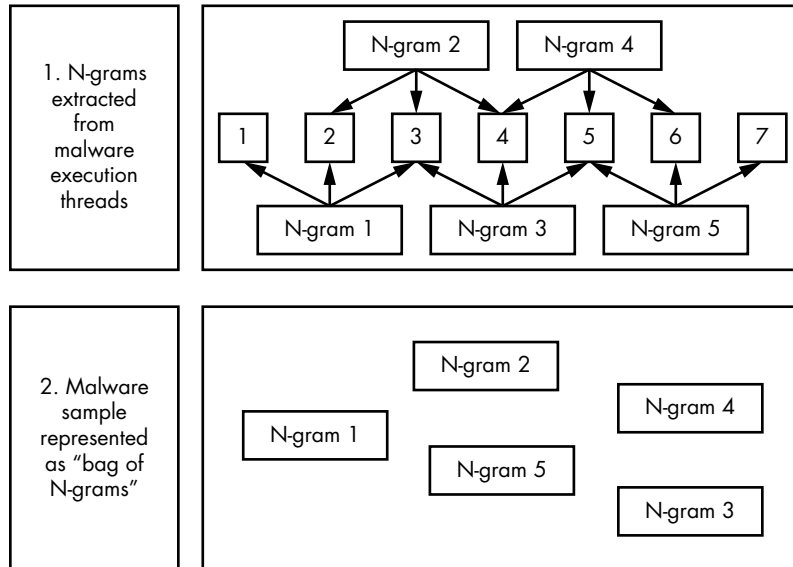 1. N-grams
extracted
from
malware
execution
threads
N-gram 2
N-gram 4
1
2
3
4
5
6
7
N-gram 1
N-gram 3
N-gram 5
2. Malware
sample
represented
as “bag of
N-grams”
N-gram 2
N-gram 4
N-gram 1
N-gram 5
N-gram 3